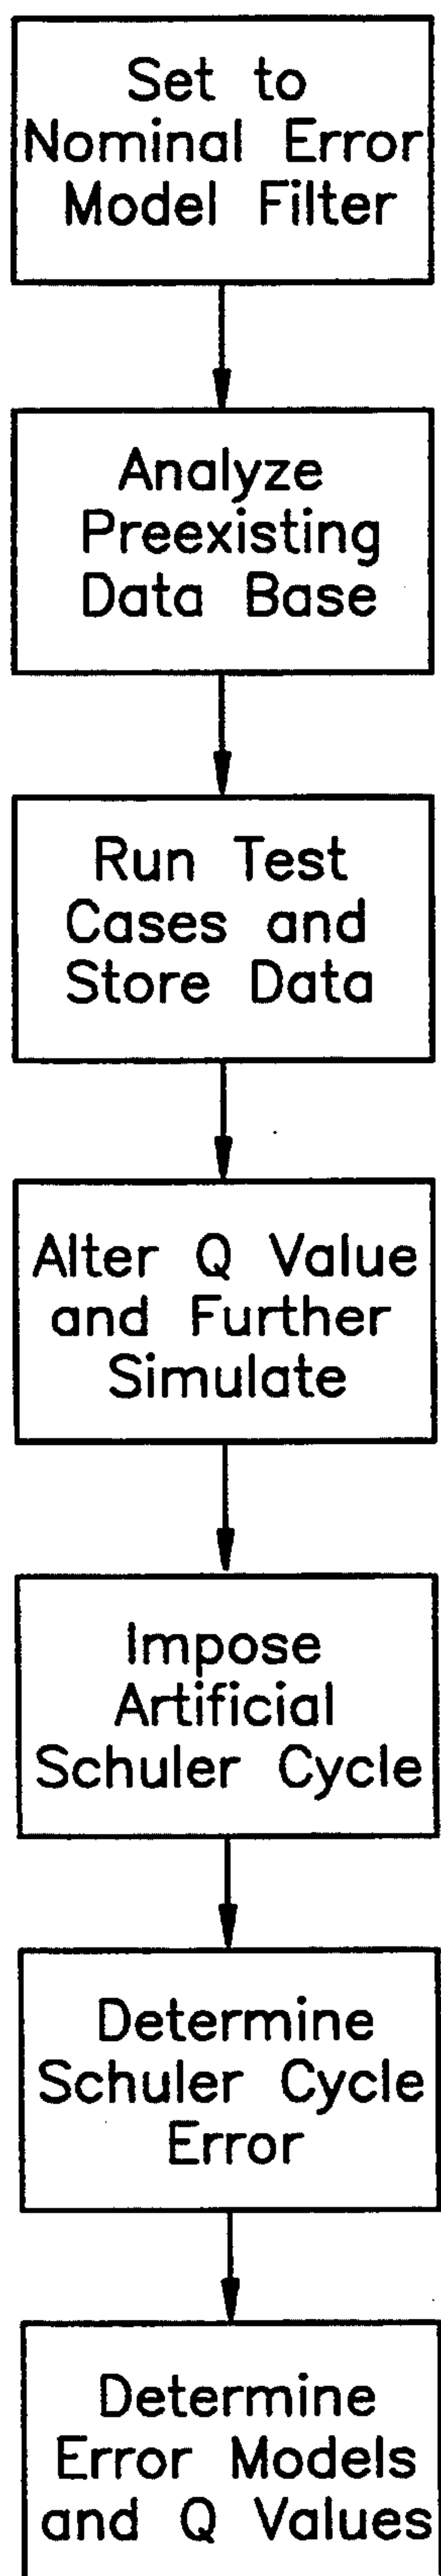 Set to
Nominal Error
Model Filter
Analyze
Preexisting
Data Base
Run Test
Cases and
Store Data
Alter Q Value
and Further
Simulate
Impose
Artificial
Schuler Cycle
Determine
Schuler Cycle
Error
Determine
Error Models
and Q Values